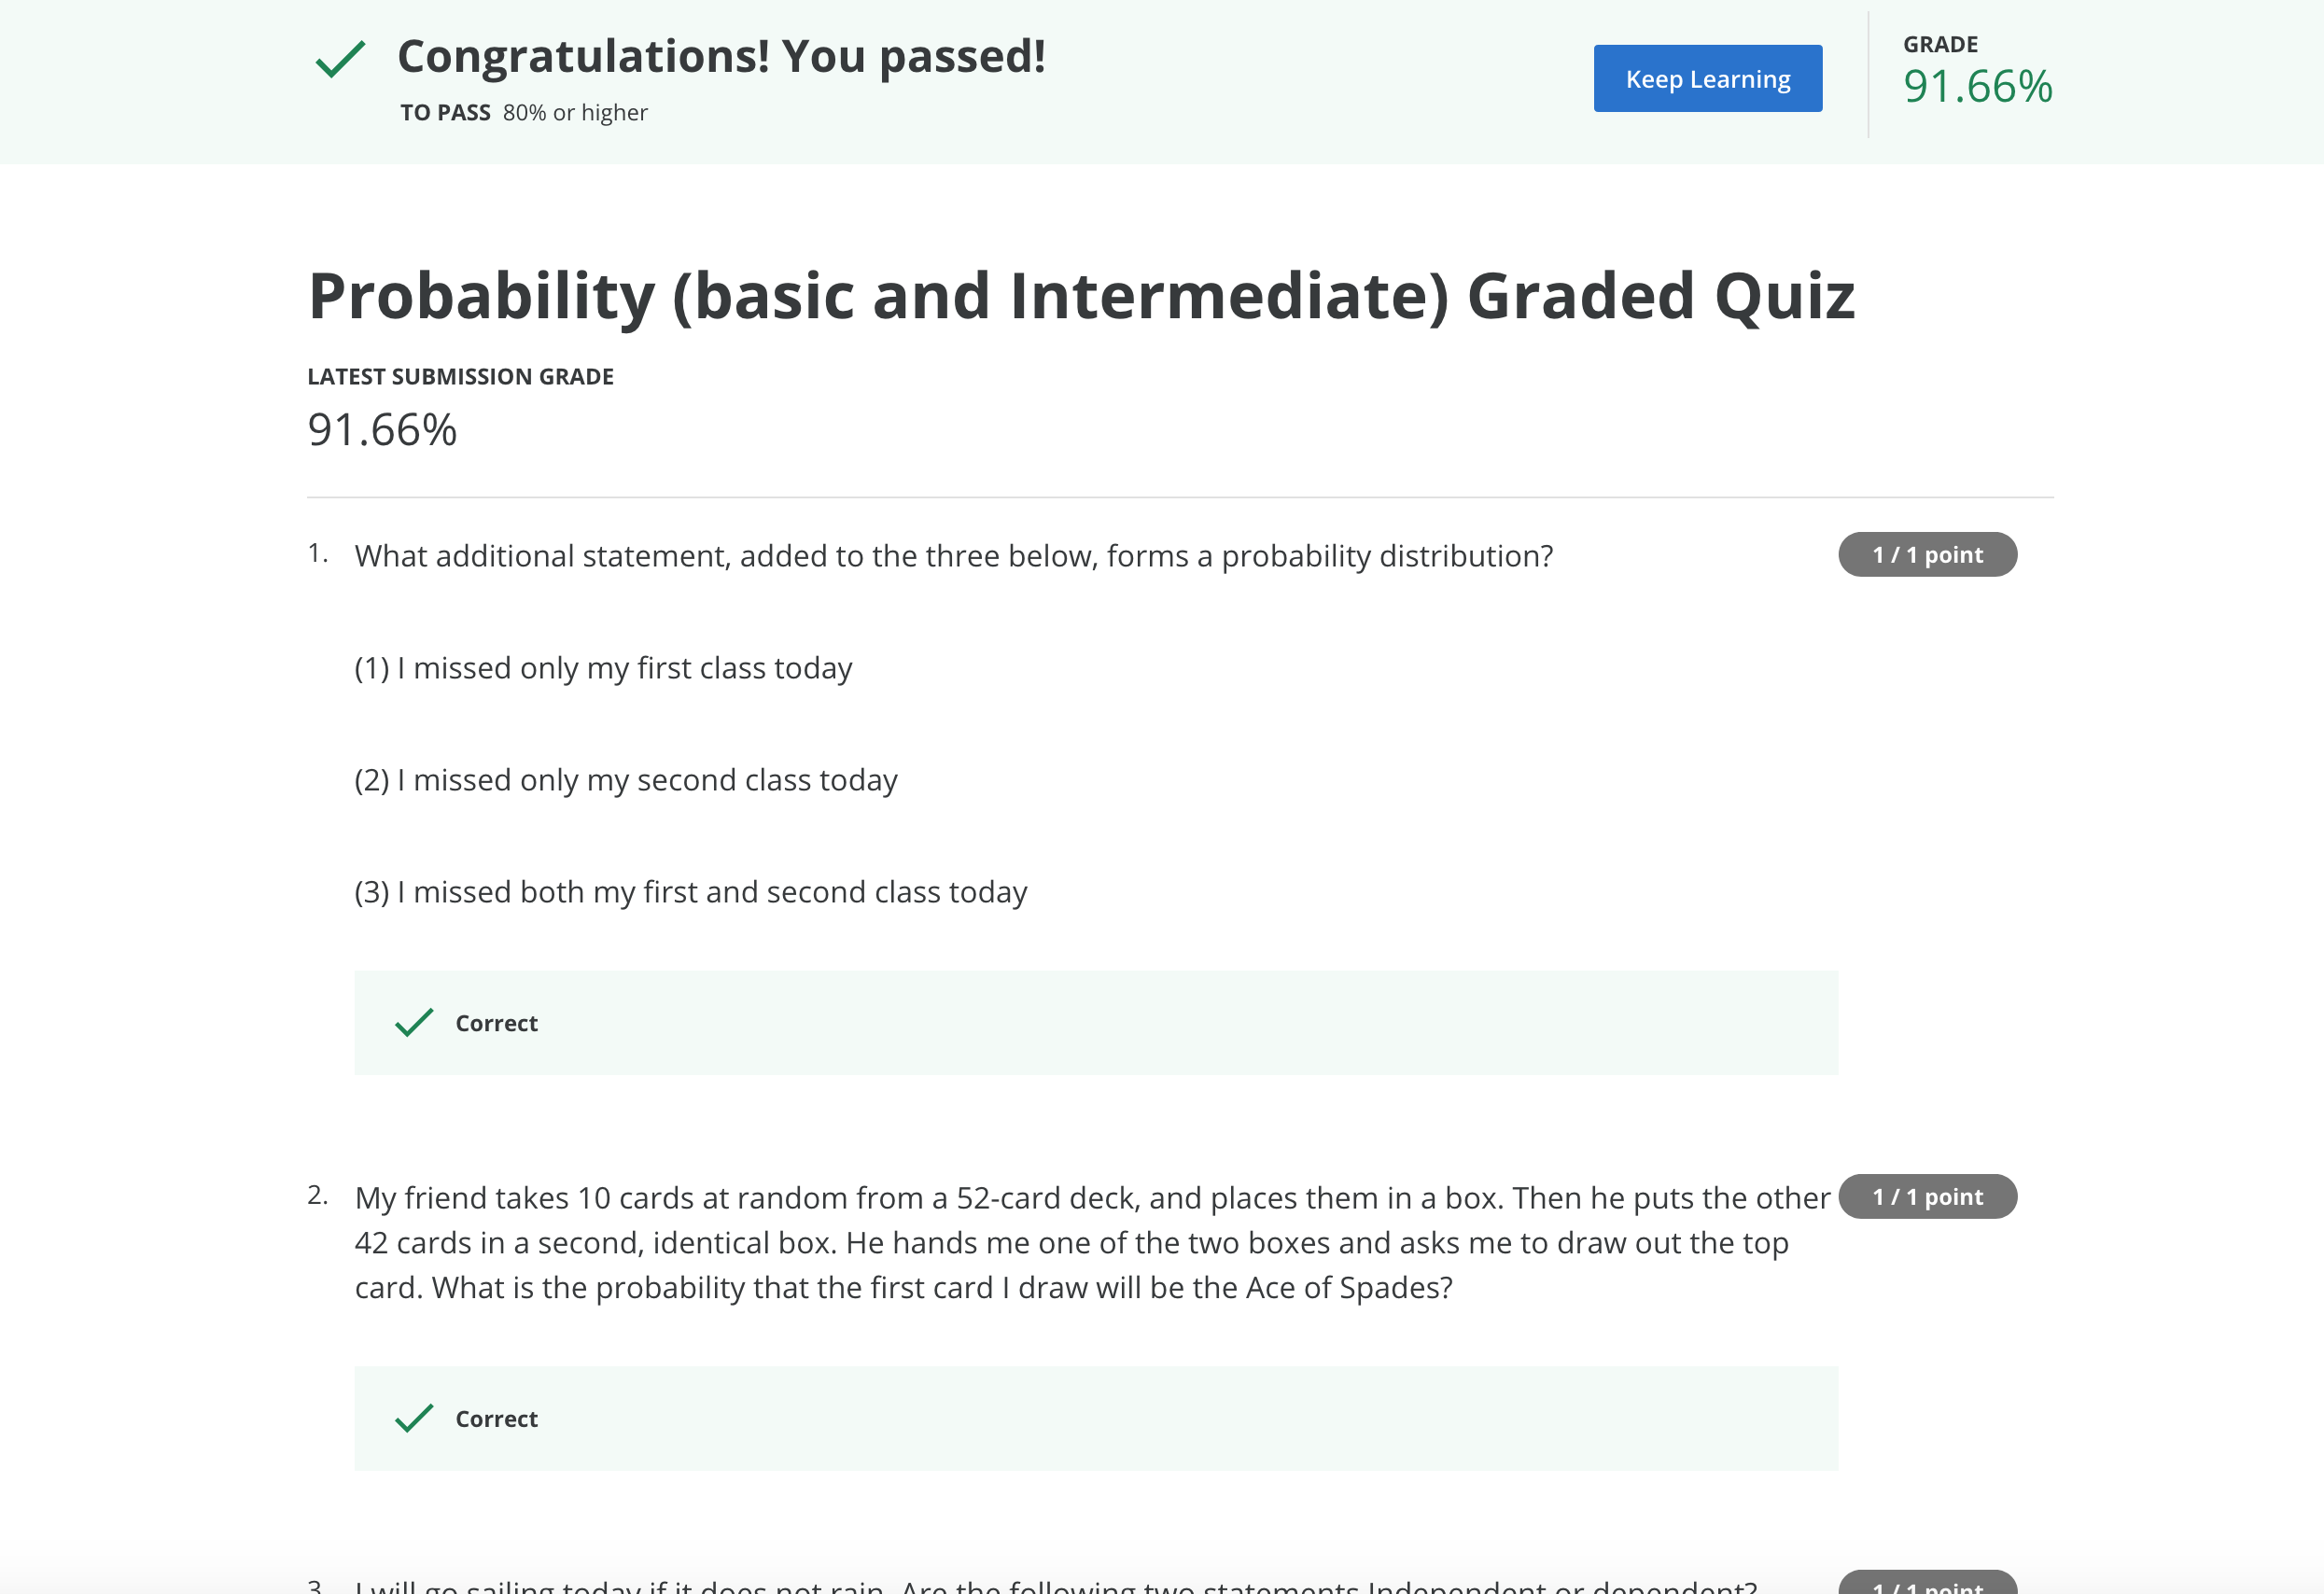 Congratulations! You passed!
TO PASS 80% or higher
Keep Learning
GRADE
91.66%
Probability (basic and Intermediate) Graded Quiz
LATEST SUBMISSION GRADE
91.66%
1. What additional statement, added to the three below, forms a probability distribution?
1 / 1 point
(1) I missed only my first class today
(2) I missed only my second class today
(3) I missed both my first and second class today
Correct
2. My friend takes 10 cards at random from a 52-card deck, and places them in a box. Then he puts the other
1 / 1 point
42 cards in a second, identical box. He hands me one of the two boxes and asks me to draw out the top
card. What is the probability that the first card I draw will be the Ace of Spades?
Correct
3. I will go sailing today if it does not rain. Are the following two statements Independent or dependent?
1 / 1 point